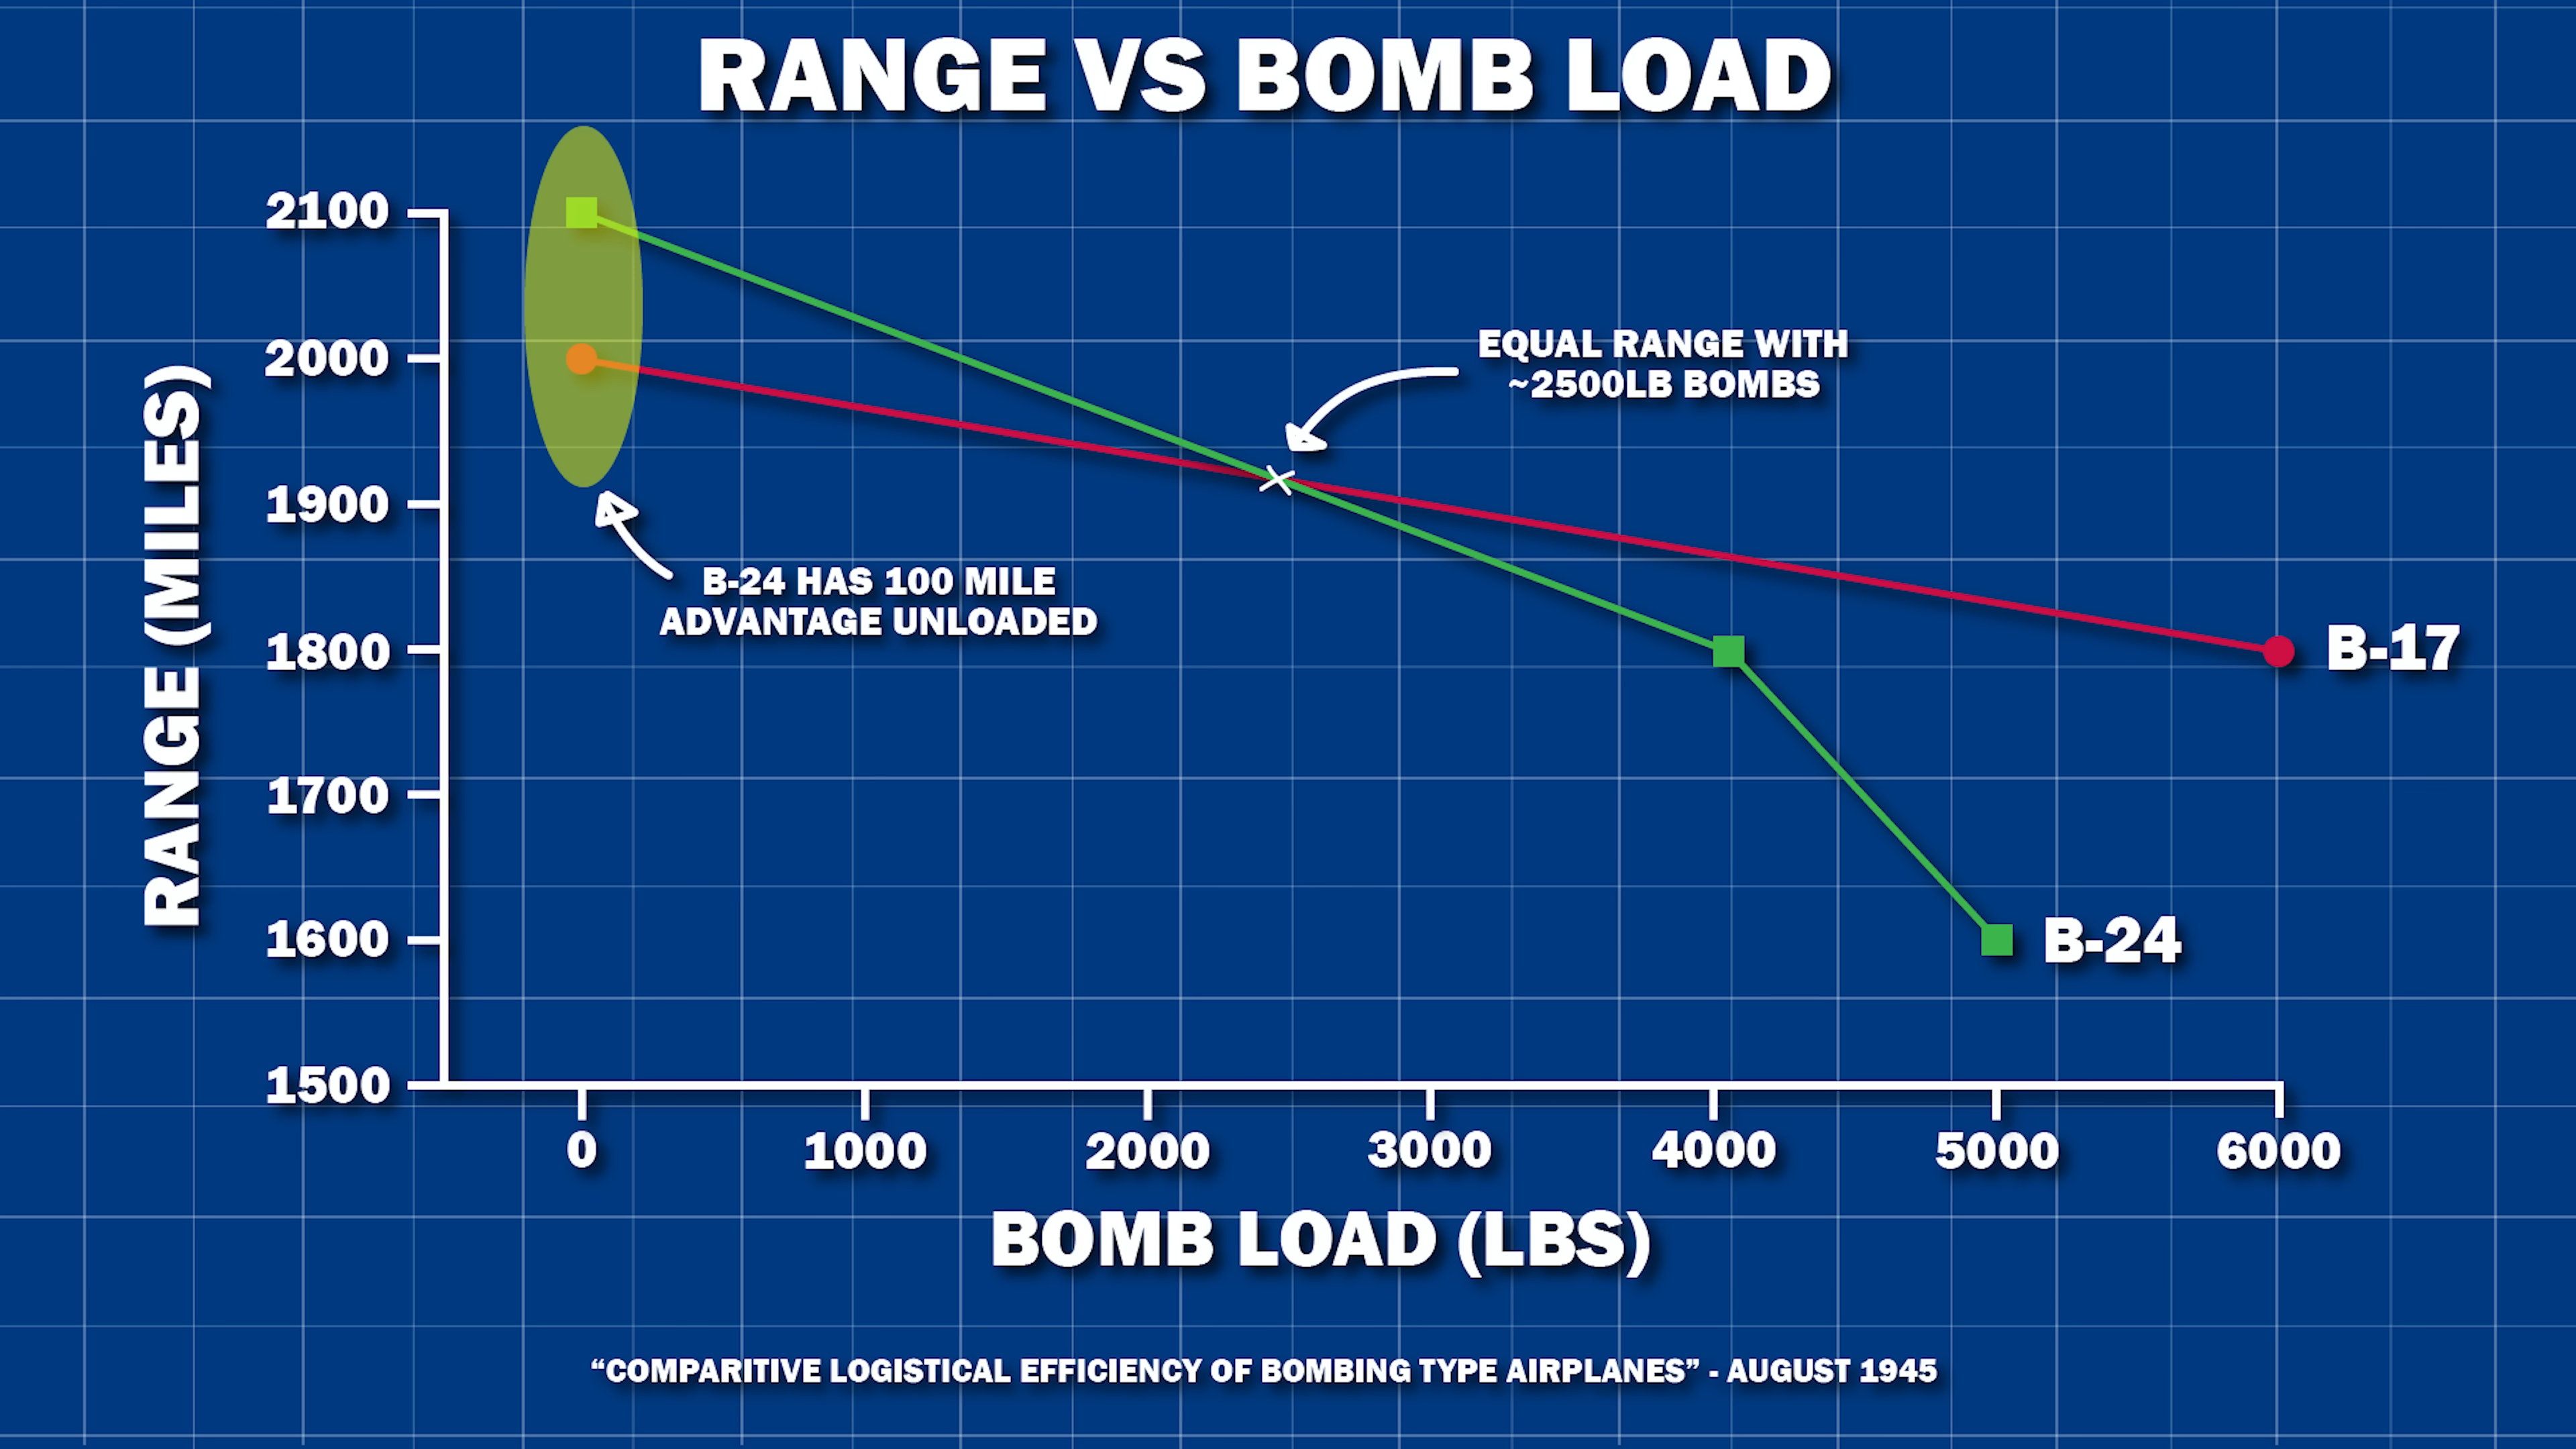 RANGE VS BOMB LOAD
2100
2000
1900
1800
1700
1600
1500
RANGE (MILES)
EQUAL RANGE WITH
~2500LB BOMBS
B-24 HAS 100 MILE
ADVANTAGE UNLOADED
B-17
B-24
0 1000 2000 3000 4000 5000 6000
BOMB LOAD (LBS)
“COMPARITIVE LOGISTICAL EFFICIENCY OF BOMBING TYPE AIRPLANES” - AUGUST 1945